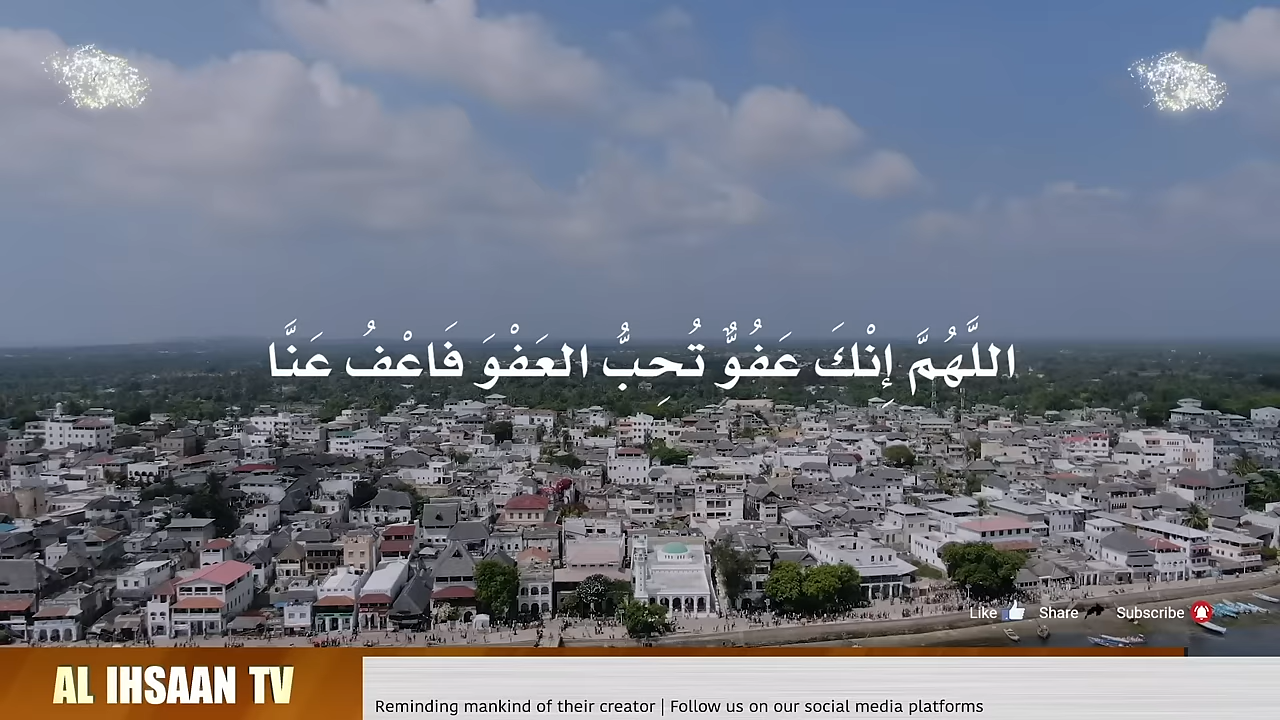 اللَّهُمَّ إِنْكَ عَفُوٌّ تُحِبُّ العَفْوَ فَاعْفُ عَنَّا
Like Share Subscribe
AL IHSAAN TV
Reminding mankind of their creator | Follow us on our social media platforms